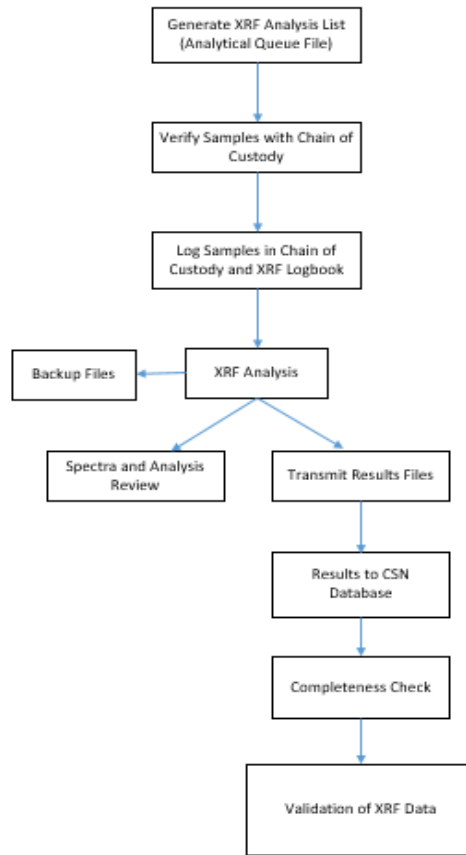 Generate XRF Analysis List
(Analytical Queue File)
Verify Samples with Chain of
Custody
Log Samples in Chain of
Custody and XRF Logbook
Backup Files
XRF Analysis
Spectra and Analysis
Review
Transmit Results Files
Results to CSN
Database
Completeness Check
Validation of XRF Data